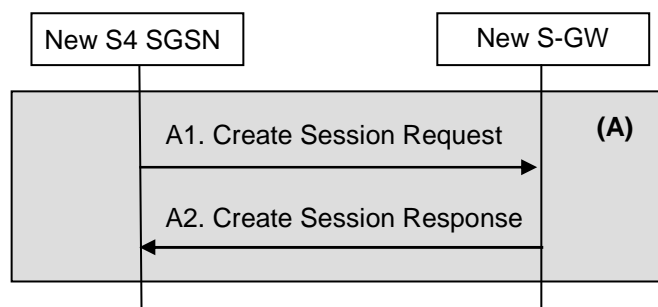 New S4 SGSN
New S-GW
(A)
A1. Create Session Request
A2. Create Session Response